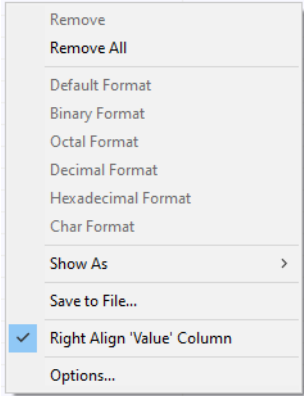 Remove
Remove All
Default Format
Binary Format
Octal Format
Decimal Format
Hexadecimal Format
Char Format
Show As
Save to File...
Right Align 'Value' Column
Options...